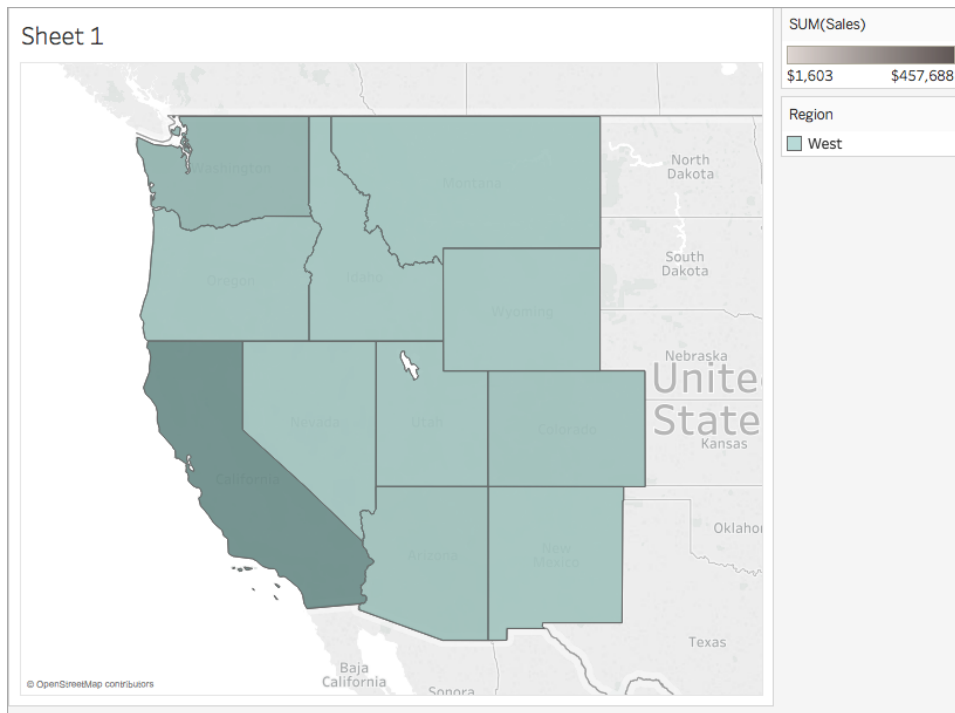 Sheet 1
SUM(Sales)
$1,603
$457,688
Region
West
Washington
Montana
North
Dakota
Oregon
Idaho
South
Dakota
Wyoming
Nebraska
Unite
State
Nevada
Utah
Colorado
Kansas
California
Arizona
New
Mexico
Oklahor
Texas
Baja
California
Sonora
© OpenStreetMap contributors